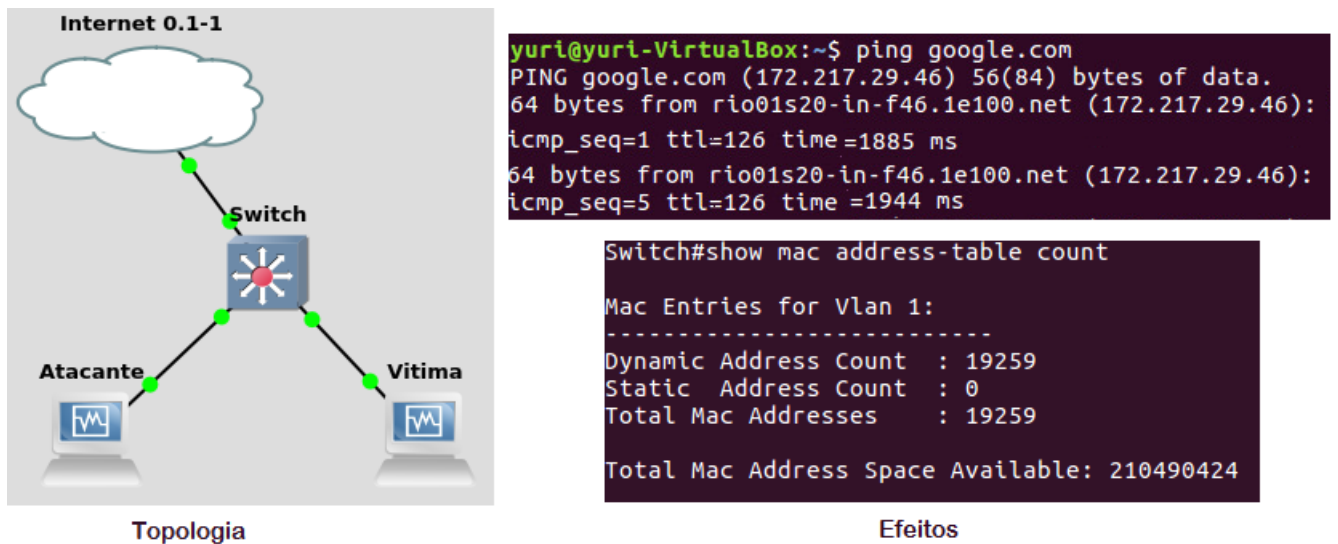 Internet 0.1-1
Switch
Atacante
Vitima
Topologia
yuri@yuri-VirtualBox:~$ ping google.com
PING google.com (172.217.29.46) 56(84) bytes of data.
64 bytes from rio01s20-in-f46.1e100.net (172.217.29.46):
icmp_seq=1 ttl=126 time =1885 ms
64 bytes from rio01s20-in-f46.1e100.net (172.217.29.46):
icmp_seq=5 ttl=126 time =1944 ms
Switch#show mac address-table count
Mac Entries for Vlan 1:
---------------------------
Dynamic Address Count  : 19259
Static  Address Count  : 0
Total Mac Addresses    : 19259
Total Mac Address Space Available: 210490424
Efeitos